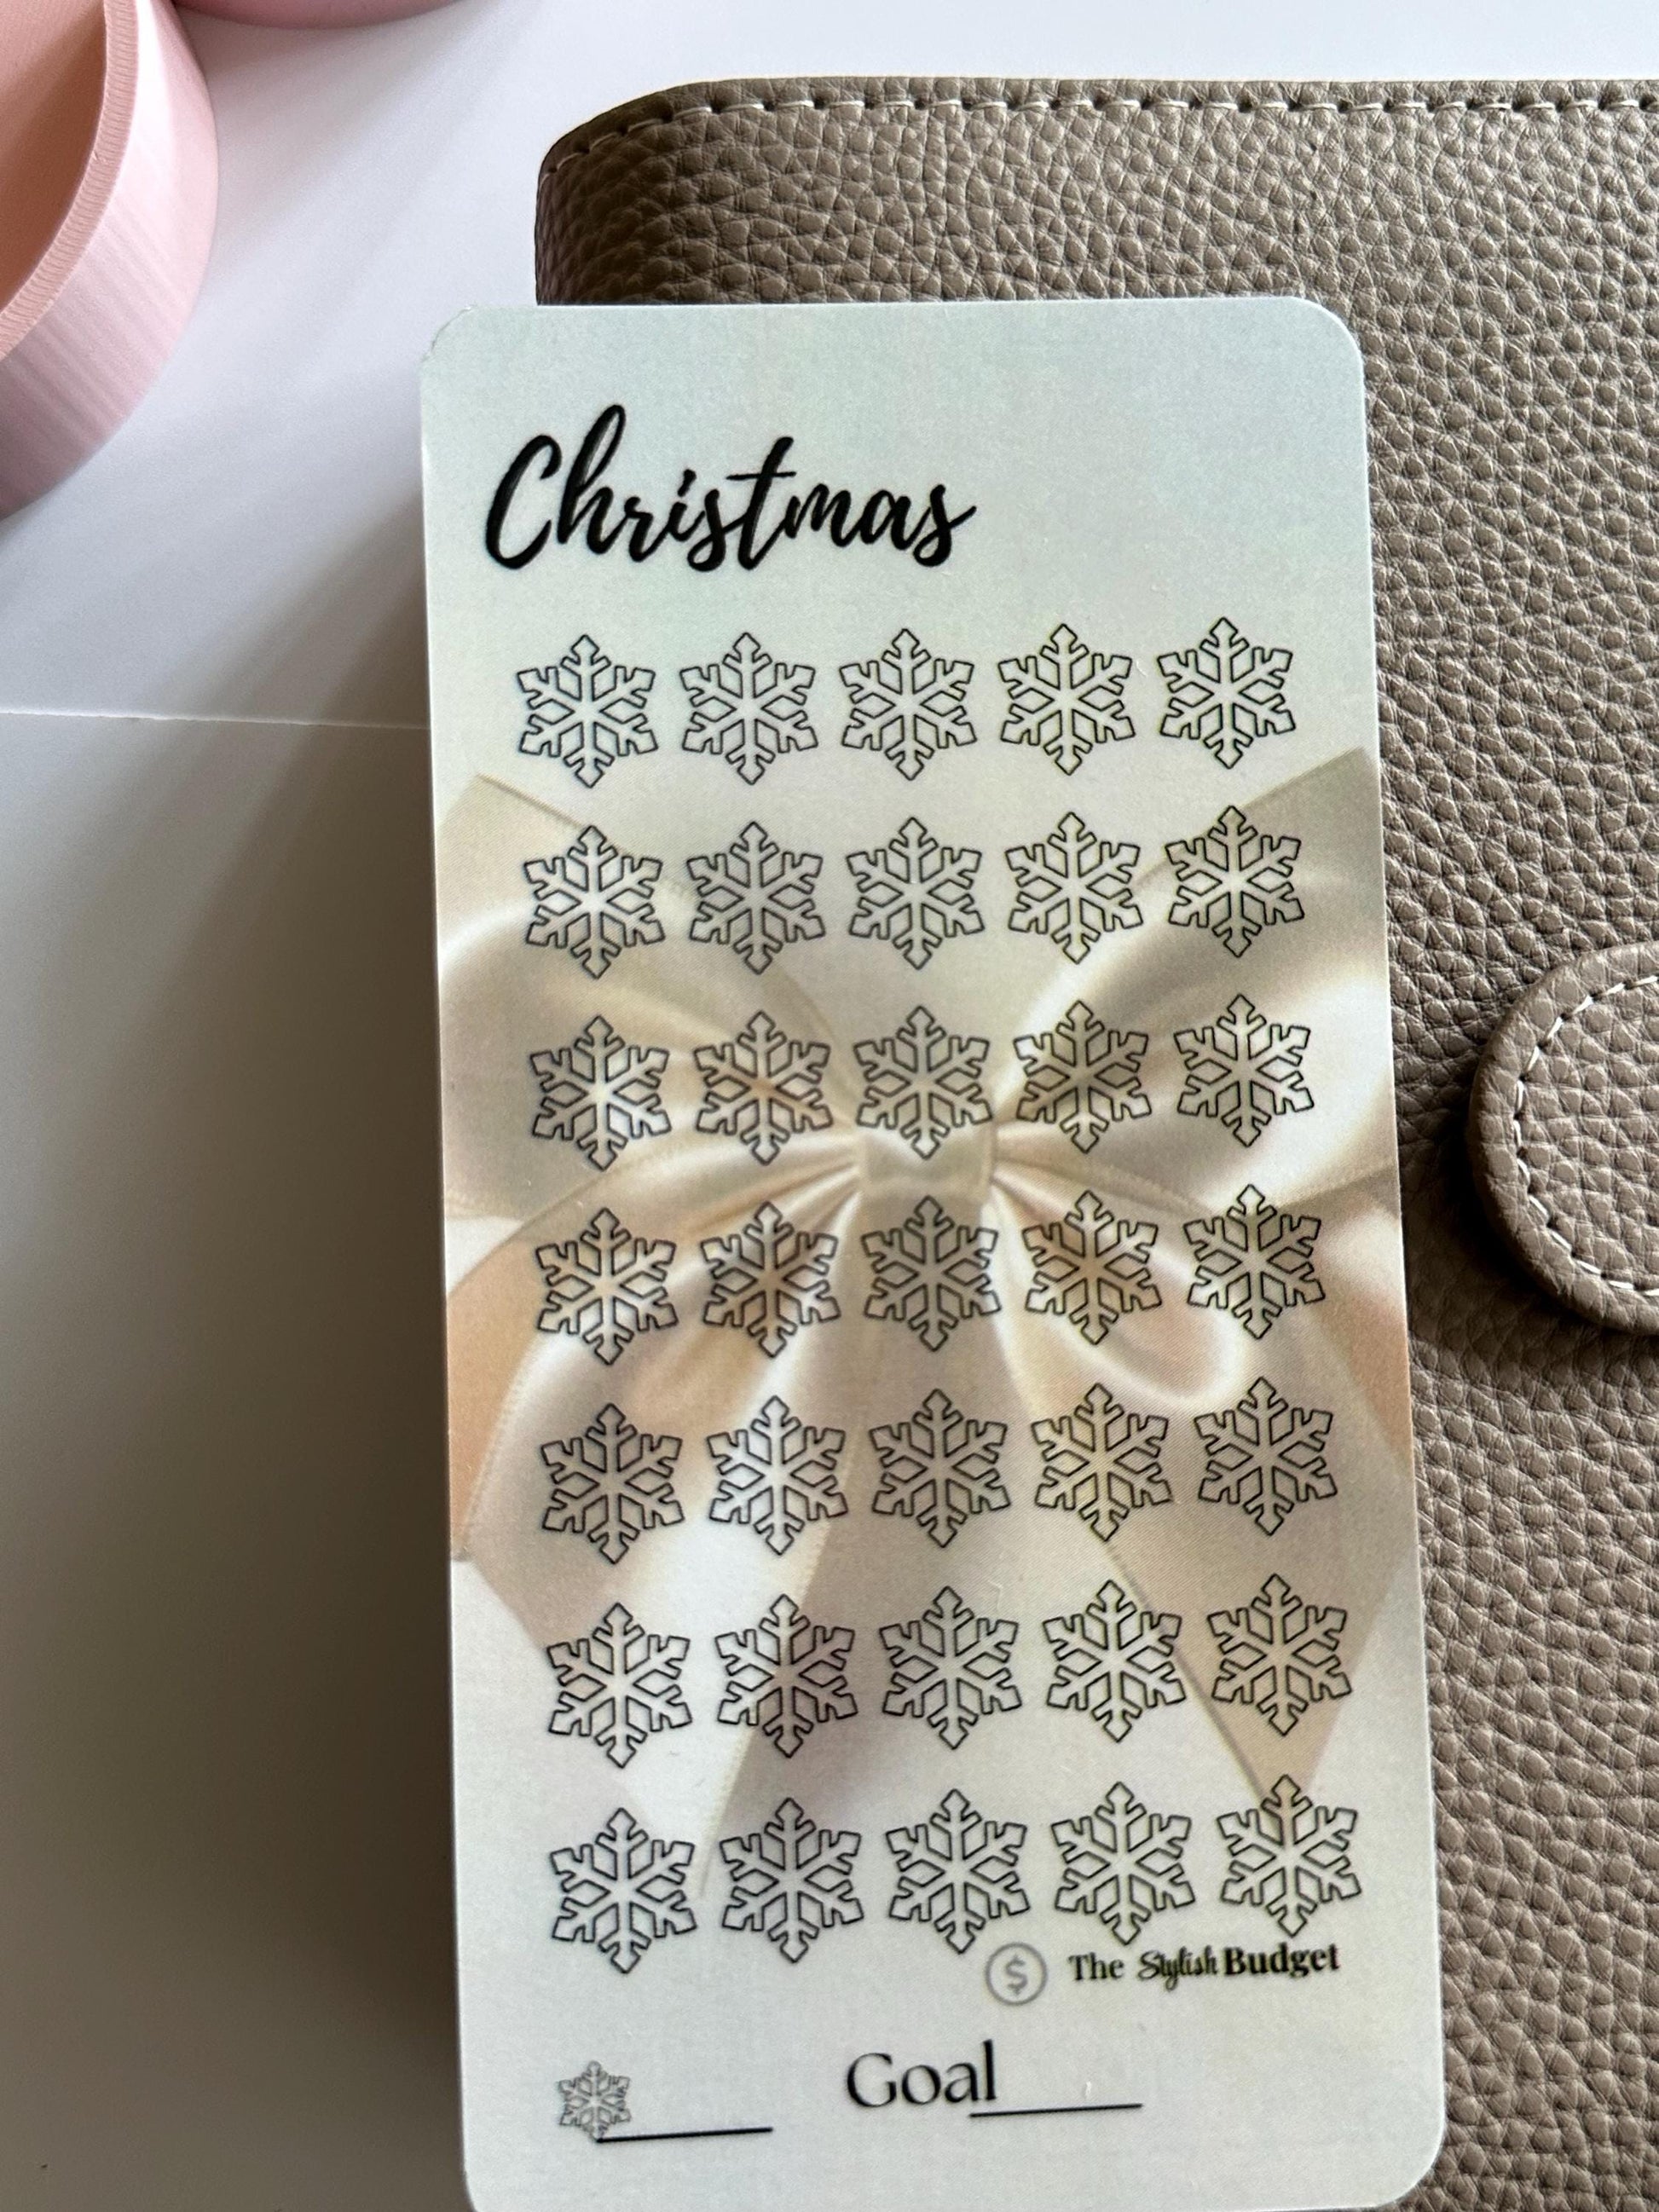 Christmas
The Stylish Budget
Goal